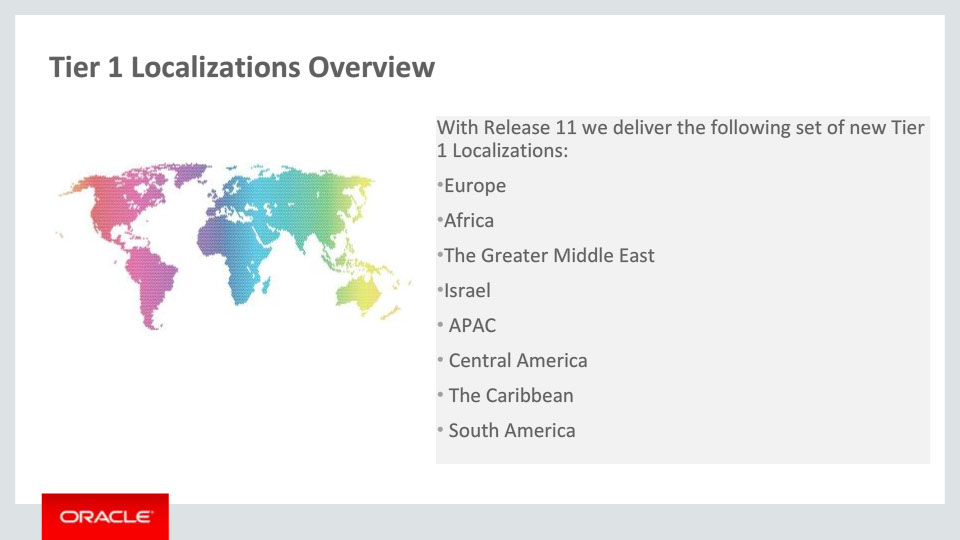 Tier 1 Localizations Overview
With Release 11 we deliver the following set of new Tier
1 Localizations:
•Europe
•Africa
•The Greater Middle East
•Israel
• APAC
• Central America
• The Caribbean
• South America
ORACLE